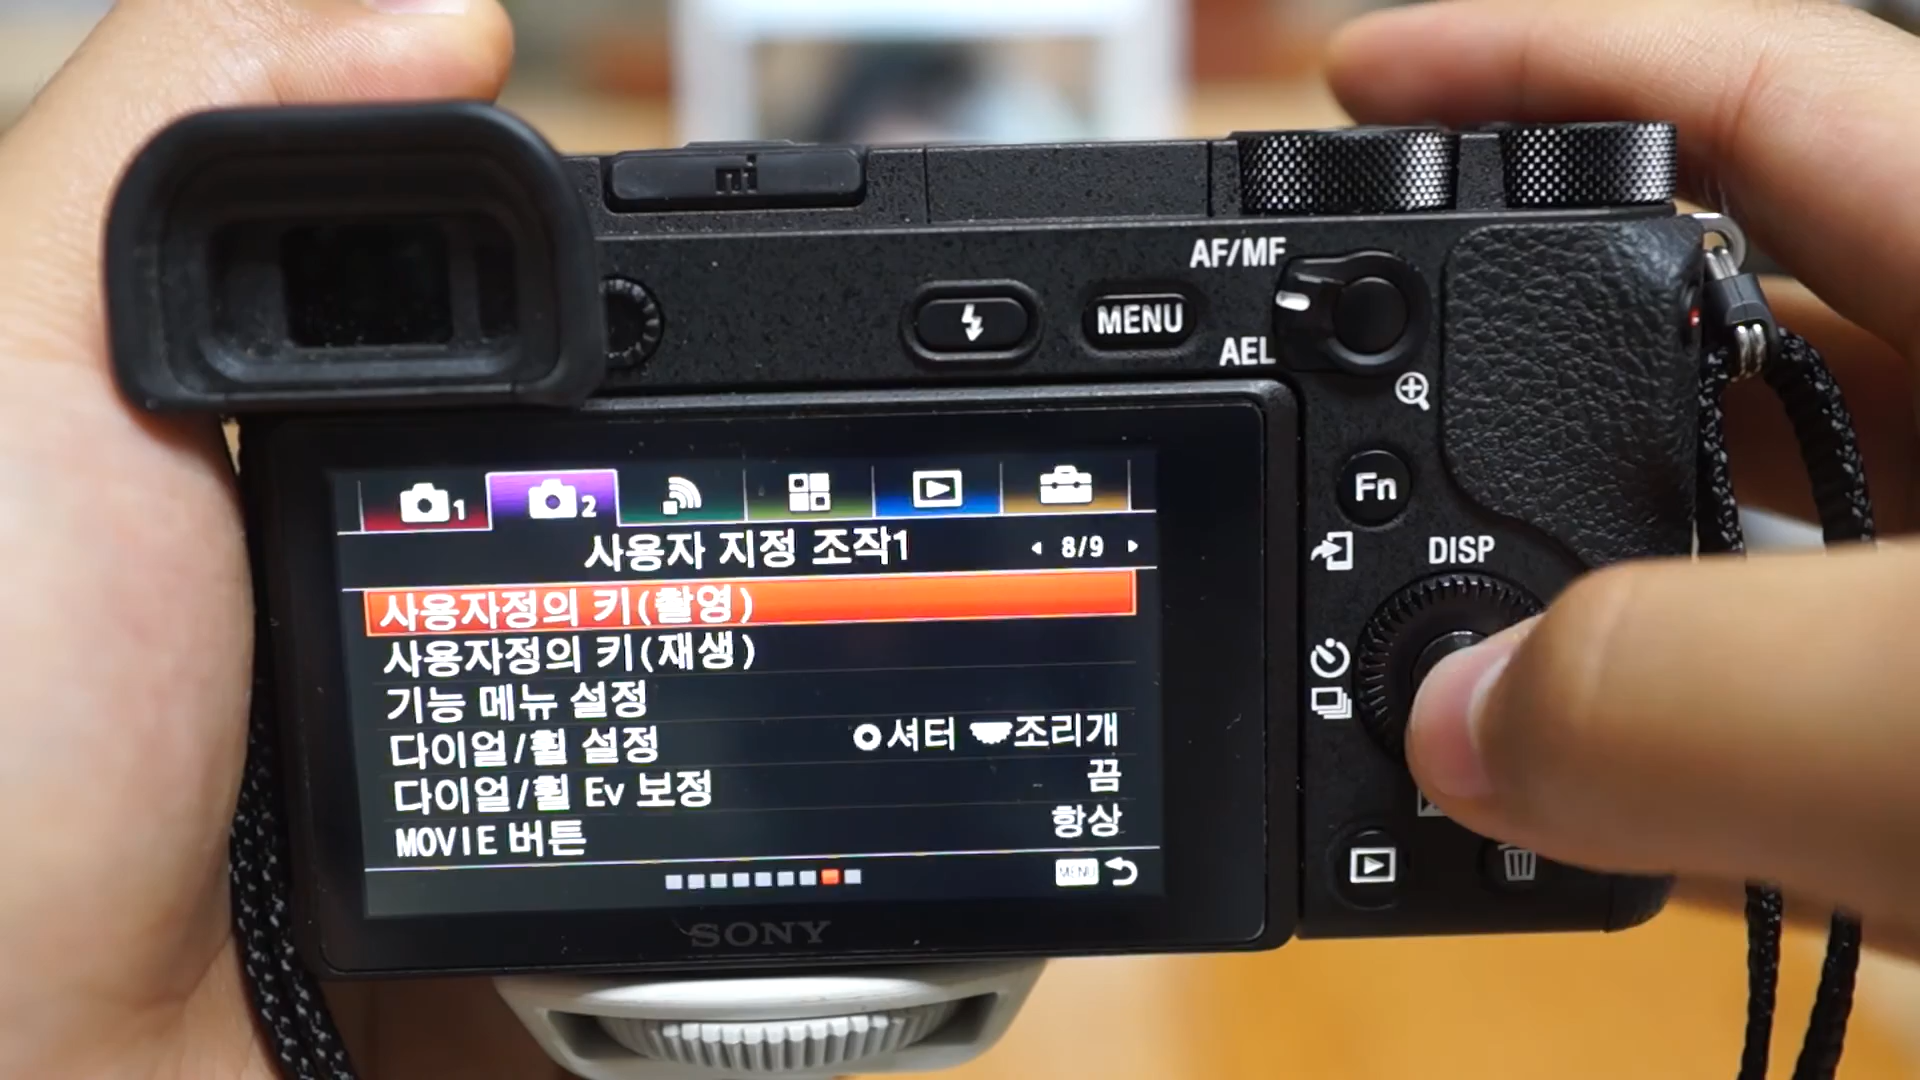 mi
AF/MF
MENU
AEL
Fn
DISP
1
2
사용자 지정 조작1
8/9
사용자정의 키(촬영)
사용자정의 키(재생)
기능 메뉴 설정
다이얼/휠 설정 셔터 조리개
다이얼/휠 Ev 보정 끔
MOVIE 버튼 항상
MENU
SONY